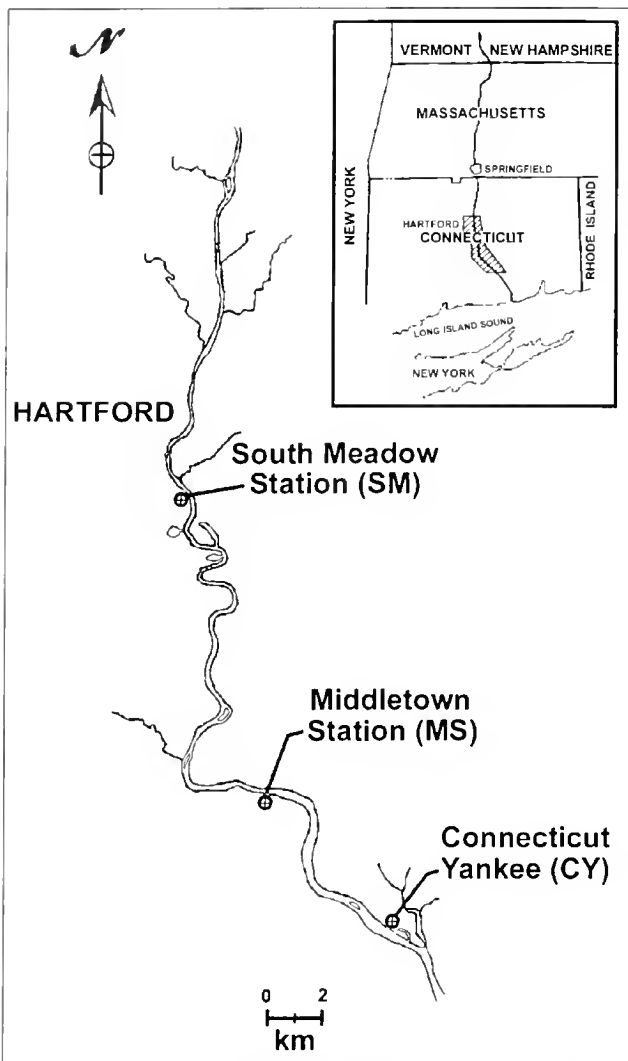 N
VERMONT
NEW HAMPSHIRE
MASSACHUSETTS
SPRINGFIELD
NEW YORK
HARTFORD
CONNECTICUT
RHODE ISLAND
LONG ISLAND SOUND
NEW YORK
HARTFORD
South Meadow
Station (SM)
Middletown
Station (MS)
Connecticut
Yankee (CY)
0 2
km